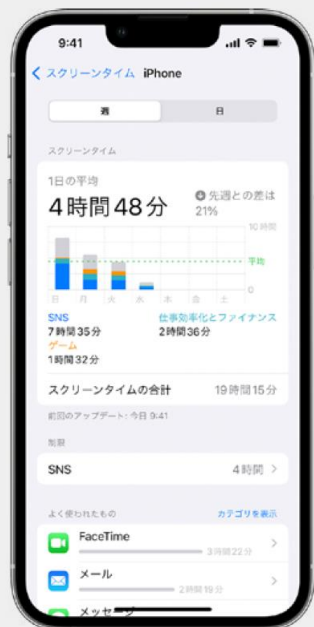 9:41
スクリーンタイム iPhone
週 日
スクリーンタイム
1日の平均
4時間48分
先週との差は
21%
10時間
平均
0
日 月 火 水 木 金 土
SNS 仕事効率化とファイナンス
7時間35分 2時間36分
ゲーム
1時間32分
スクリーンタイムの合計 19時間15分
前回のアップデート: 今日 9:41
制限
SNS 4時間
よく使われたもの カテゴリを表示
FaceTime
3時間22分
メール
2時間19分
メッセージ